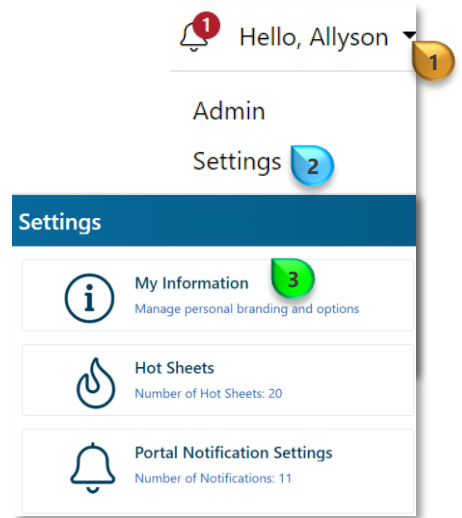 1
Hello, Allyson
1
Admin
Settings 2
Settings
My Information 3
Manage personal branding and options
Hot Sheets
Number of Hot Sheets: 20
Portal Notification Settings
Number of Notifications: 11